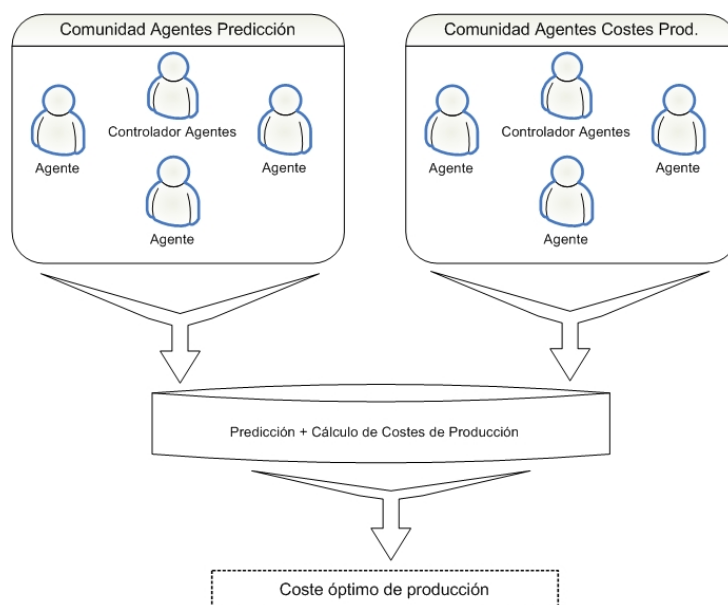 Comunidad Agentes Predicción
Controlador Agentes
Agente
Agente
Agente
Comunidad Agentes Costes Prod.
Controlador Agentes
Agente
Agente
Agente
Predicción + Cálculo de Costes de Producción
Coste óptimo de producción